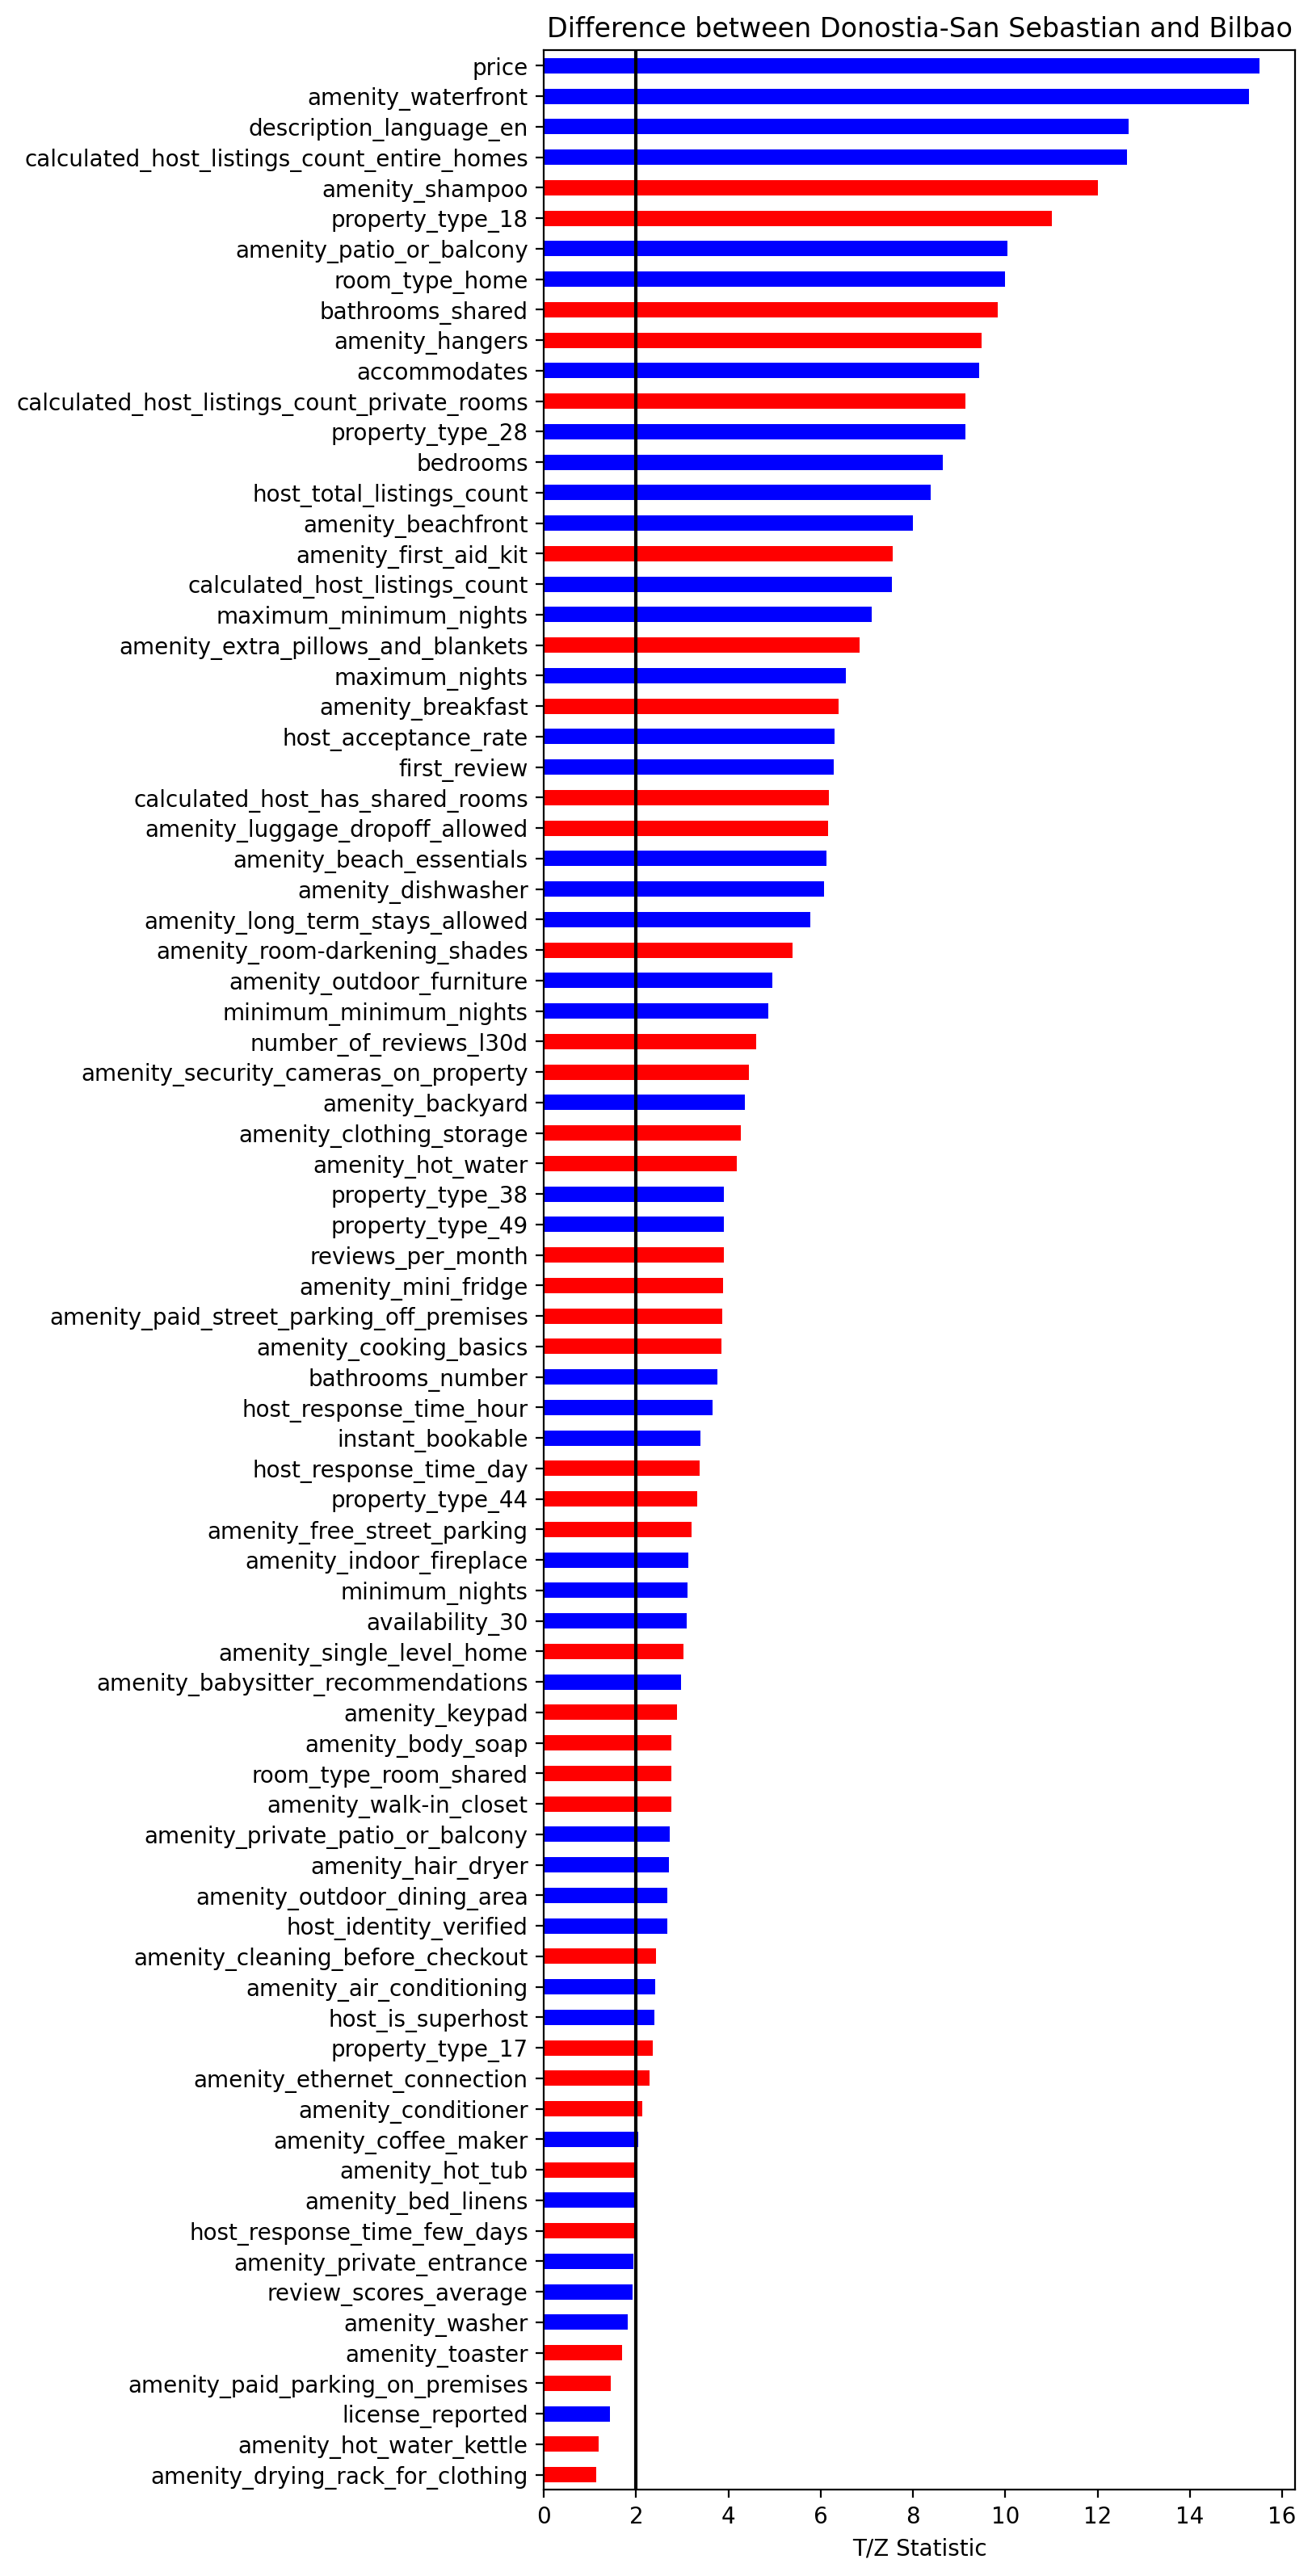 Difference between Donostia-San Sebastian and Bilbao
price
amenity_waterfront
description_language_en
calculated_host_listings_count_entire_homes
amenity_shampoo
property_type_18
amenity_patio_or_balcony
room_type_home
bathrooms_shared
amenity_hangers
accommodates
calculated_host_listings_count_private_rooms
property_type_28
bedrooms
host_total_listings_count
amenity_beachfront
amenity_first_aid_kit
calculated_host_listings_count
maximum_minimum_nights
amenity_extra_pillows_and_blankets
maximum_nights
amenity_breakfast
host_acceptance_rate
first_review
calculated_host_has_shared_rooms
amenity_luggage_dropoff_allowed
amenity_beach_essentials
amenity_dishwasher
amenity_long_term_stays_allowed
amenity_room-darkening_shades
amenity_outdoor_furniture
minimum_minimum_nights
number_of_reviews_l30d
amenity_security_cameras_on_property
amenity_backyard
amenity_clothing_storage
amenity_hot_water
property_type_38
property_type_49
reviews_per_month
amenity_mini_fridge
amenity_paid_street_parking_off_premises
amenity_cooking_basics
bathrooms_number
host_response_time_hour
instant_bookable
host_response_time_day
property_type_44
amenity_free_street_parking
amenity_indoor_fireplace
minimum_nights
availability_30
amenity_single_level_home
amenity_babysitter_recommendations
amenity_keypad
amenity_body_soap
room_type_room_shared
amenity_walk-in_closet
amenity_private_patio_or_balcony
amenity_hair_dryer
amenity_outdoor_dining_area
host_identity_verified
amenity_cleaning_before_checkout
amenity_air_conditioning
host_is_superhost
property_type_17
amenity_ethernet_connection
amenity_conditioner
amenity_coffee_maker
amenity_hot_tub
amenity_bed_linens
host_response_time_few_days
amenity_private_entrance
review_scores_average
amenity_washer
amenity_toaster
amenity_paid_parking_on_premises
license_reported
amenity_hot_water_kettle
amenity_drying_rack_for_clothing
0 2 4 6 8 10 12 14 16
T/Z Statistic